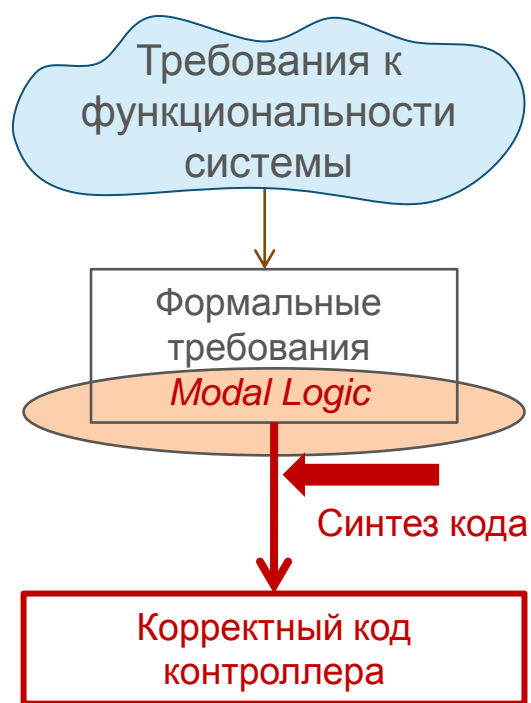 Требования к
функциональности
системы
Формальные
требования
Modal Logic
Синтез кода
Корректный код
контроллера